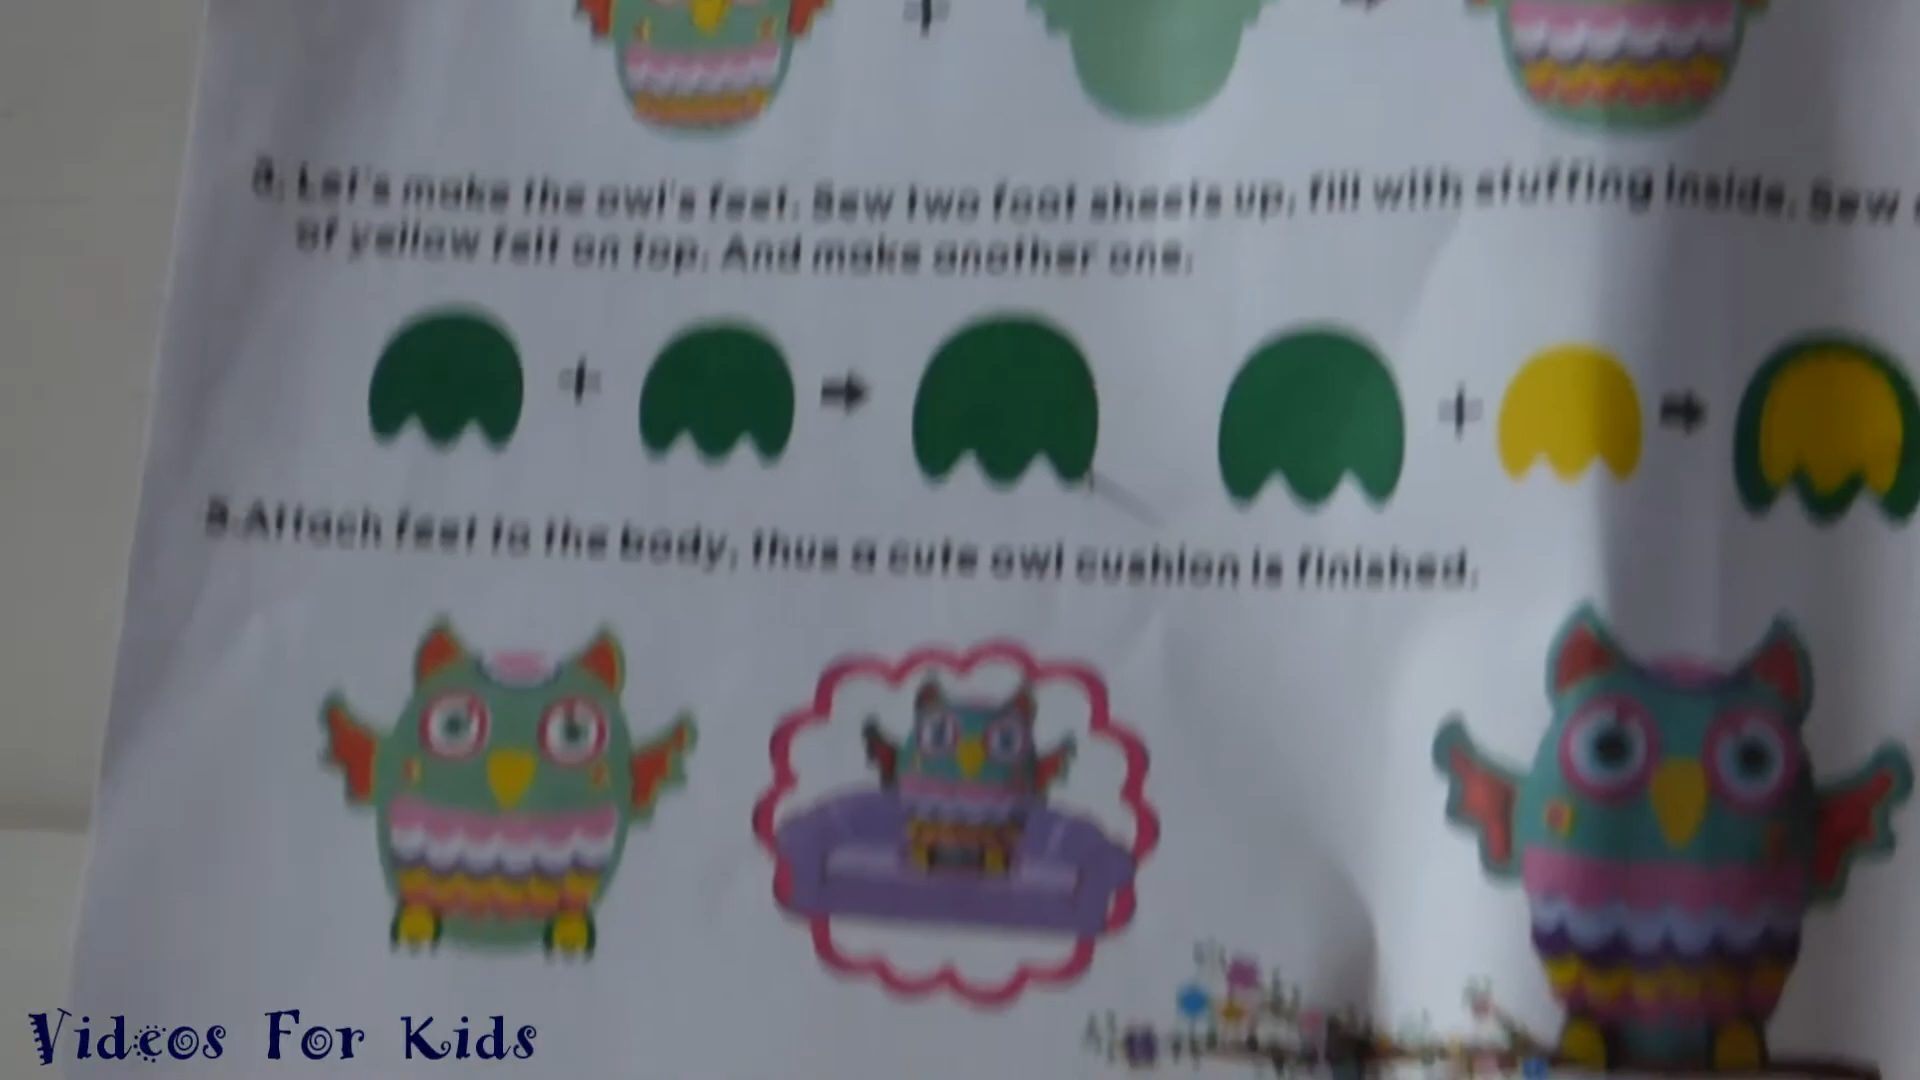 Let's make the owl's feet. Sew two foot sheets up, fill with stuffing inside. Sew
of yellow felt on top. And make another one.
Attach feet to the body, thus a cute owl cushion is finished.
Videos For Kids